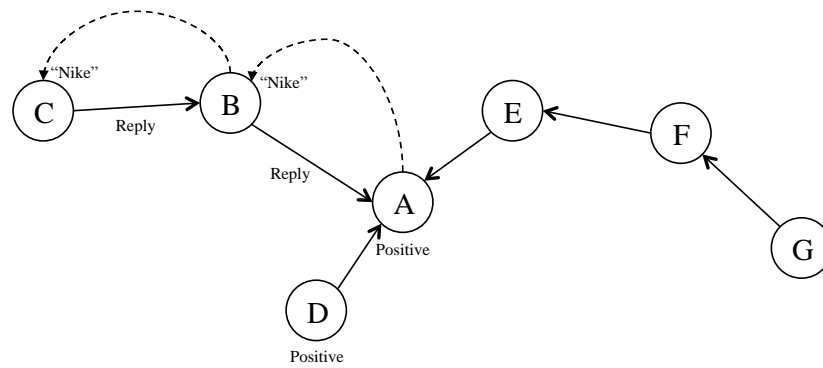 “Nike”
“Nike”
C
B
E
F
Reply
Reply
A
G
Positive
D
Positive